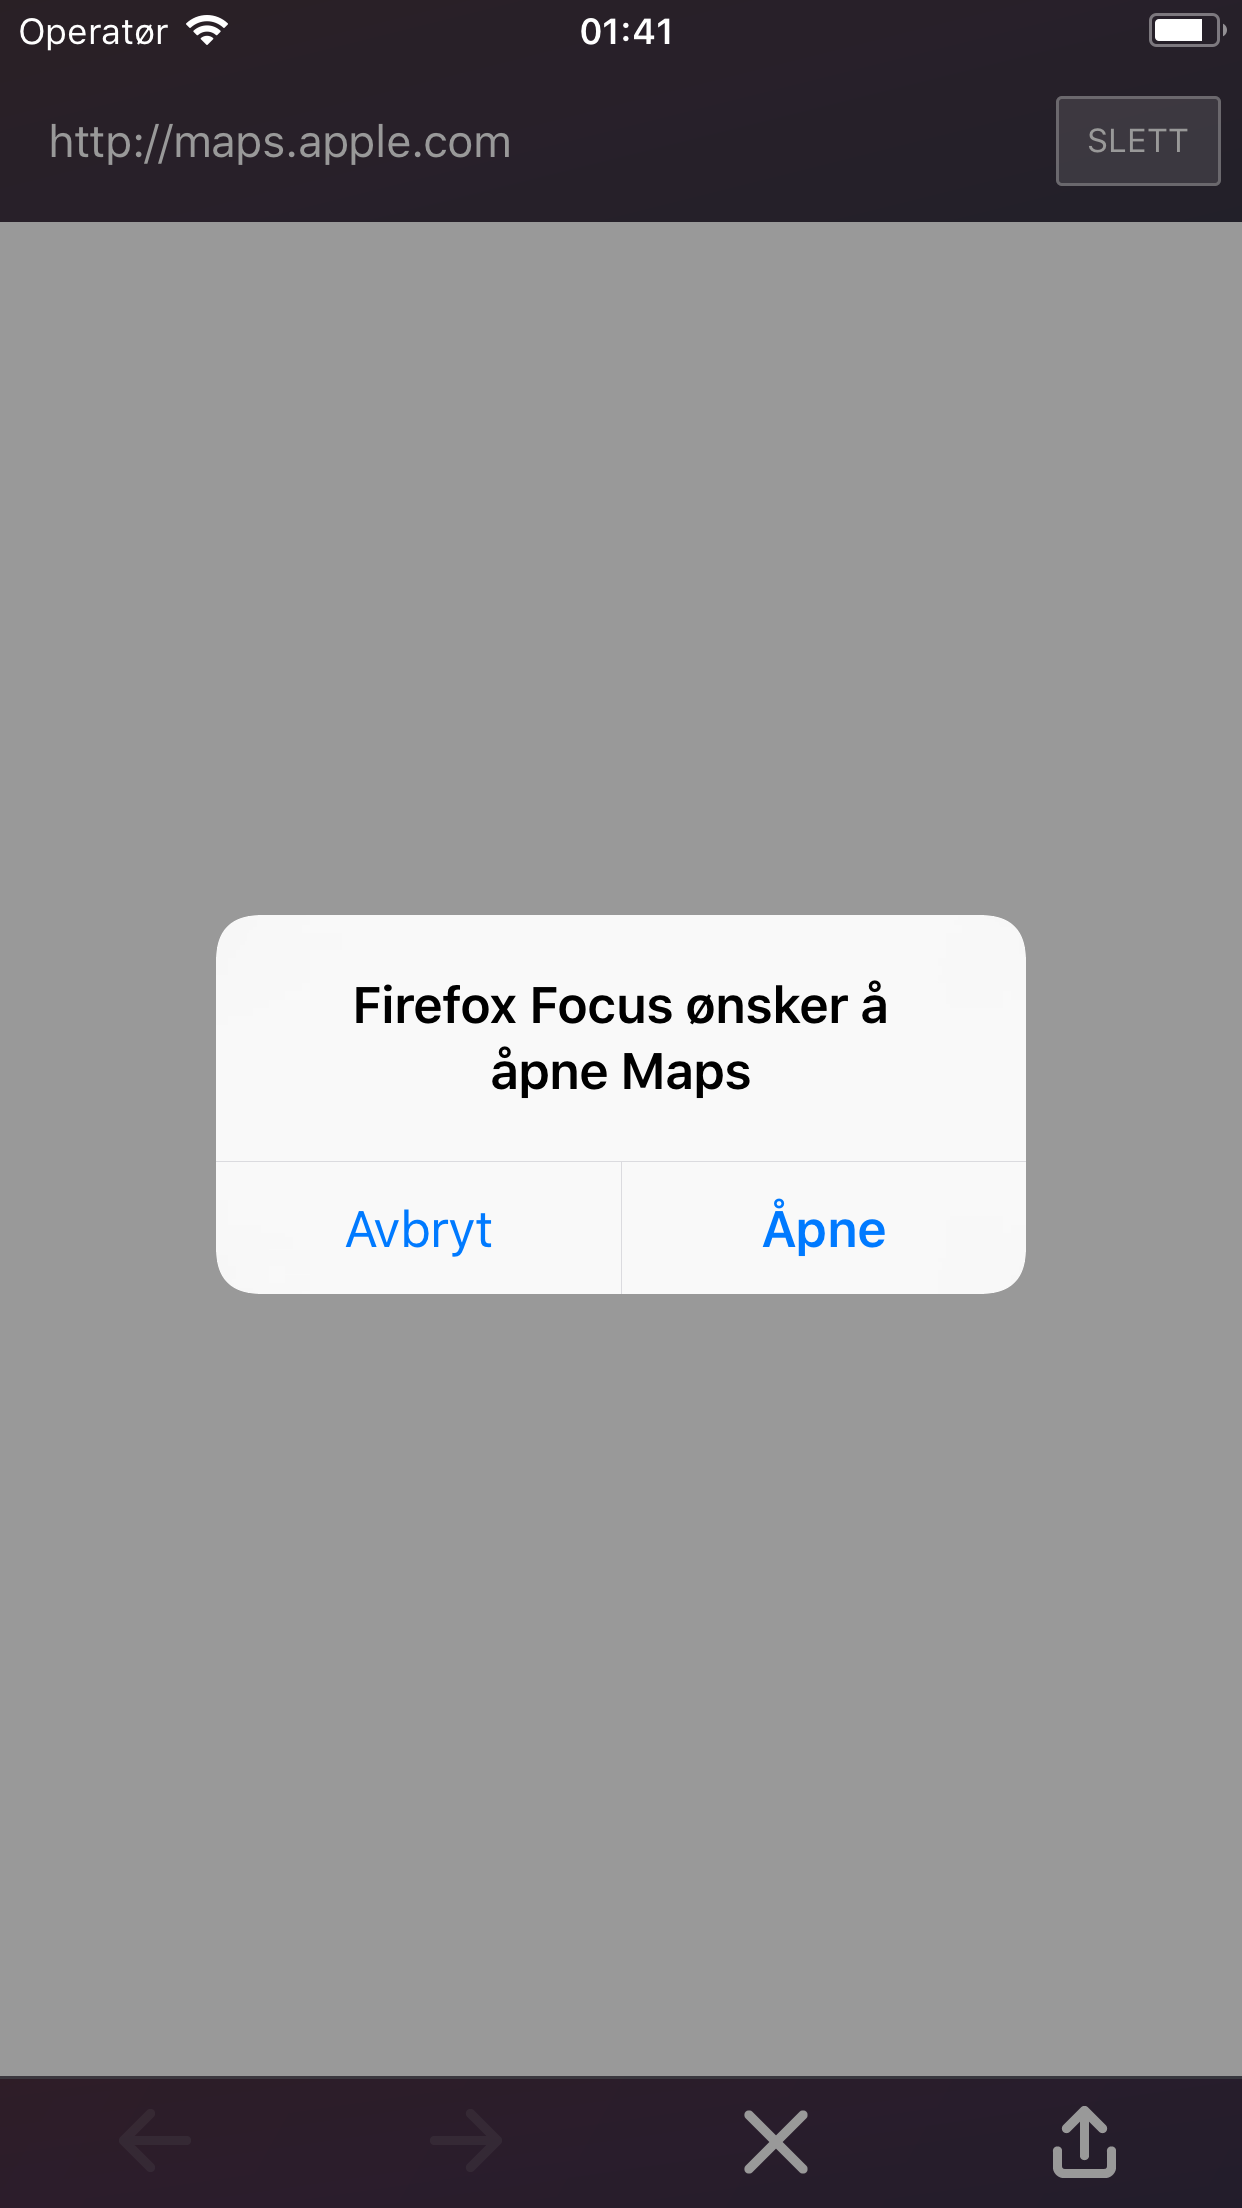 Operatør
01:41
http://maps.apple.com
SLETT
Firefox Focus ønsker å
åpne Maps
Avbryt
Åpne